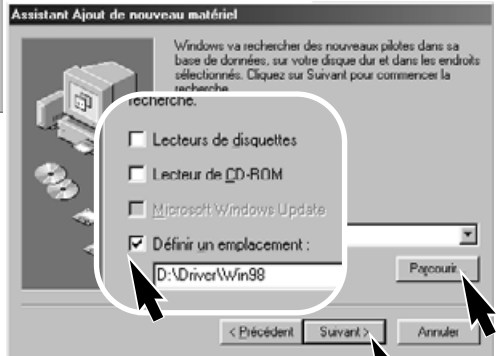 Assistant Ajout de nouveau matériel
Windows va rechercher des nouveaux pilotes dans sa
base de données, sur votre disque dur et dans les endroits
sélectionnés. Cliquez sur Suivant pour commencer la
recherche.
recherche.
Lecteurs de disquettes
Lecteur de CD-ROM
Microsoft Windows Update
Définir un emplacement :
D:\Driver\Win98
Parcourir...
< Précédent
Suivant >
Annuler